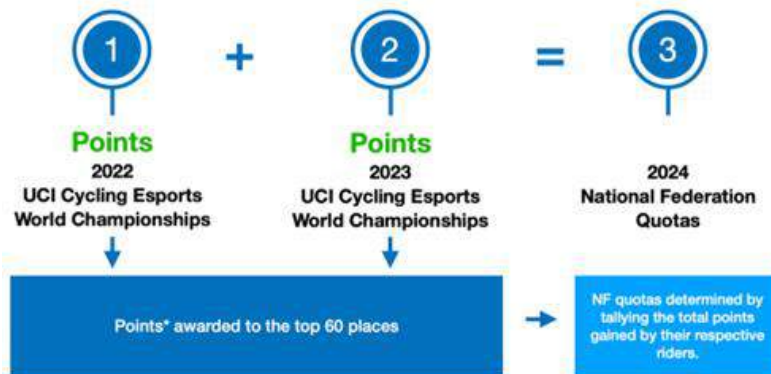 1 + 2 = 3
Points
2022
UCI Cycling Esports
World Championships
Points
2023
UCI Cycling Esports
World Championships
2024
National Federation
Quotas
Points* awarded to the top 60 places
NF quotas determined by
tallying the total points
gained by their respective
riders.